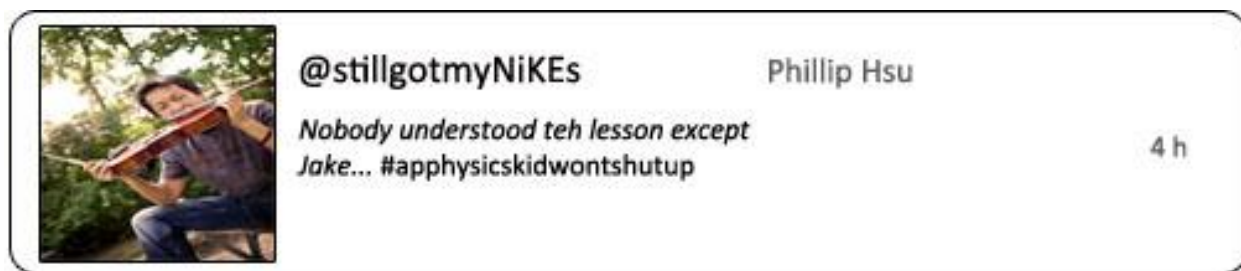 @stillgotmyNiKEs Phillip Hsu
Nobody understood teh lesson except
Jake... #apphysicskidwontshutup
4 h